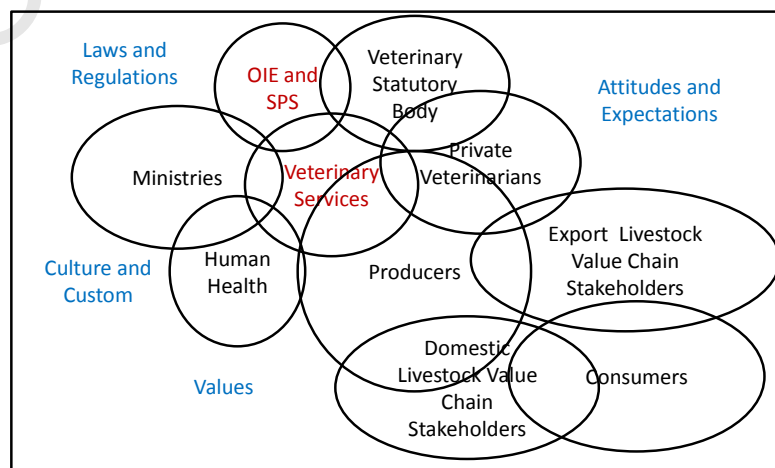 Laws and
Regulations
OIE and
SPS
Veterinary
Statutory
Body
Attitudes and
Expectations
Ministries
Veterinary
Services
Private
Veterinarians
Culture and
Custom
Human
Health
Producers
Export Livestock
Value Chain
Stakeholders
Values
Domestic
Livestock Value
Chain
Stakeholders
Consumers